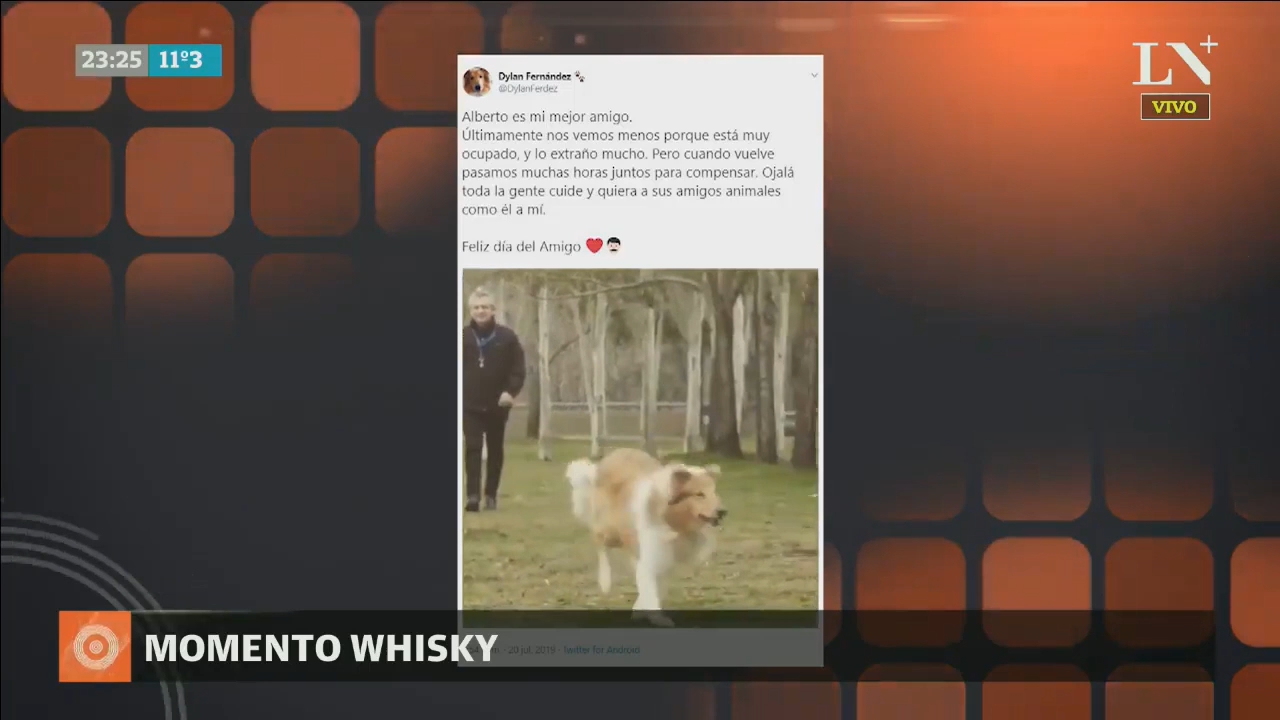 23:25 11º3
LN+
VIVO
Dylan Fernández
@DylanFerdez
Alberto es mi mejor amigo.
Últimamente nos vemos menos porque está muy
ocupado, y lo extraño mucho. Pero cuando vuelve
pasamos muchas horas juntos para compensar. Ojalá
toda la gente cuide y quiera a sus amigos animales
como él a mí.
Feliz día del Amigo
MOMENTO WHISKY
20 jul. 2019 · Twitter for Android